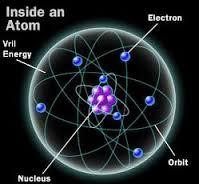 Inside an
Atom
Electron
Vril
Energy
Orbit
Nucleus